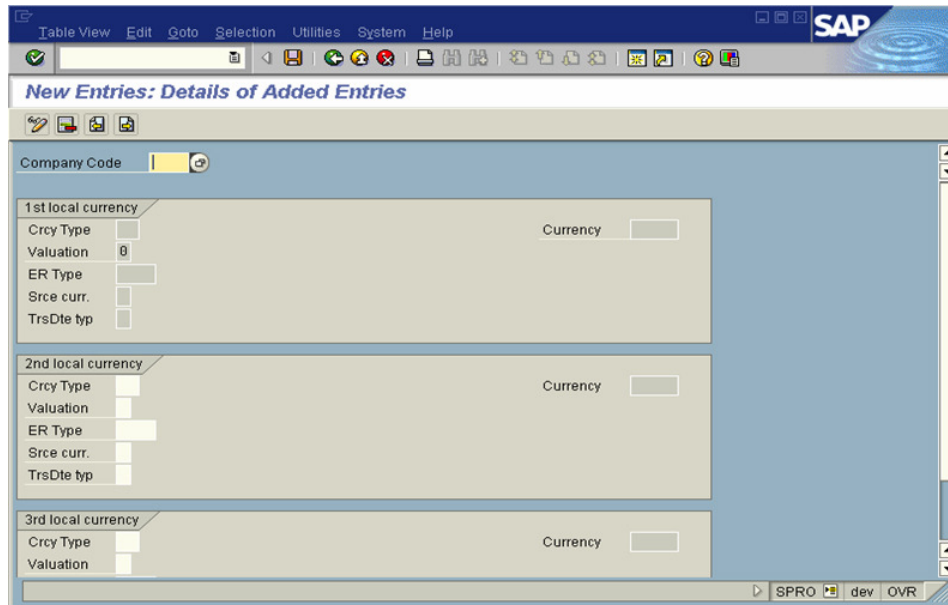 Table View Edit Goto Selection Utilities System Help
SAP
New Entries: Details of Added Entries
Company Code
1st local currency
Crcy Type Currency
Valuation 0
ER Type
Srce curr.
TrsDte typ
2nd local currency
Crcy Type Currency
Valuation
ER Type
Srce curr.
TrsDte typ
3rd local currency
Crcy Type Currency
Valuation
SPRO dev OVR